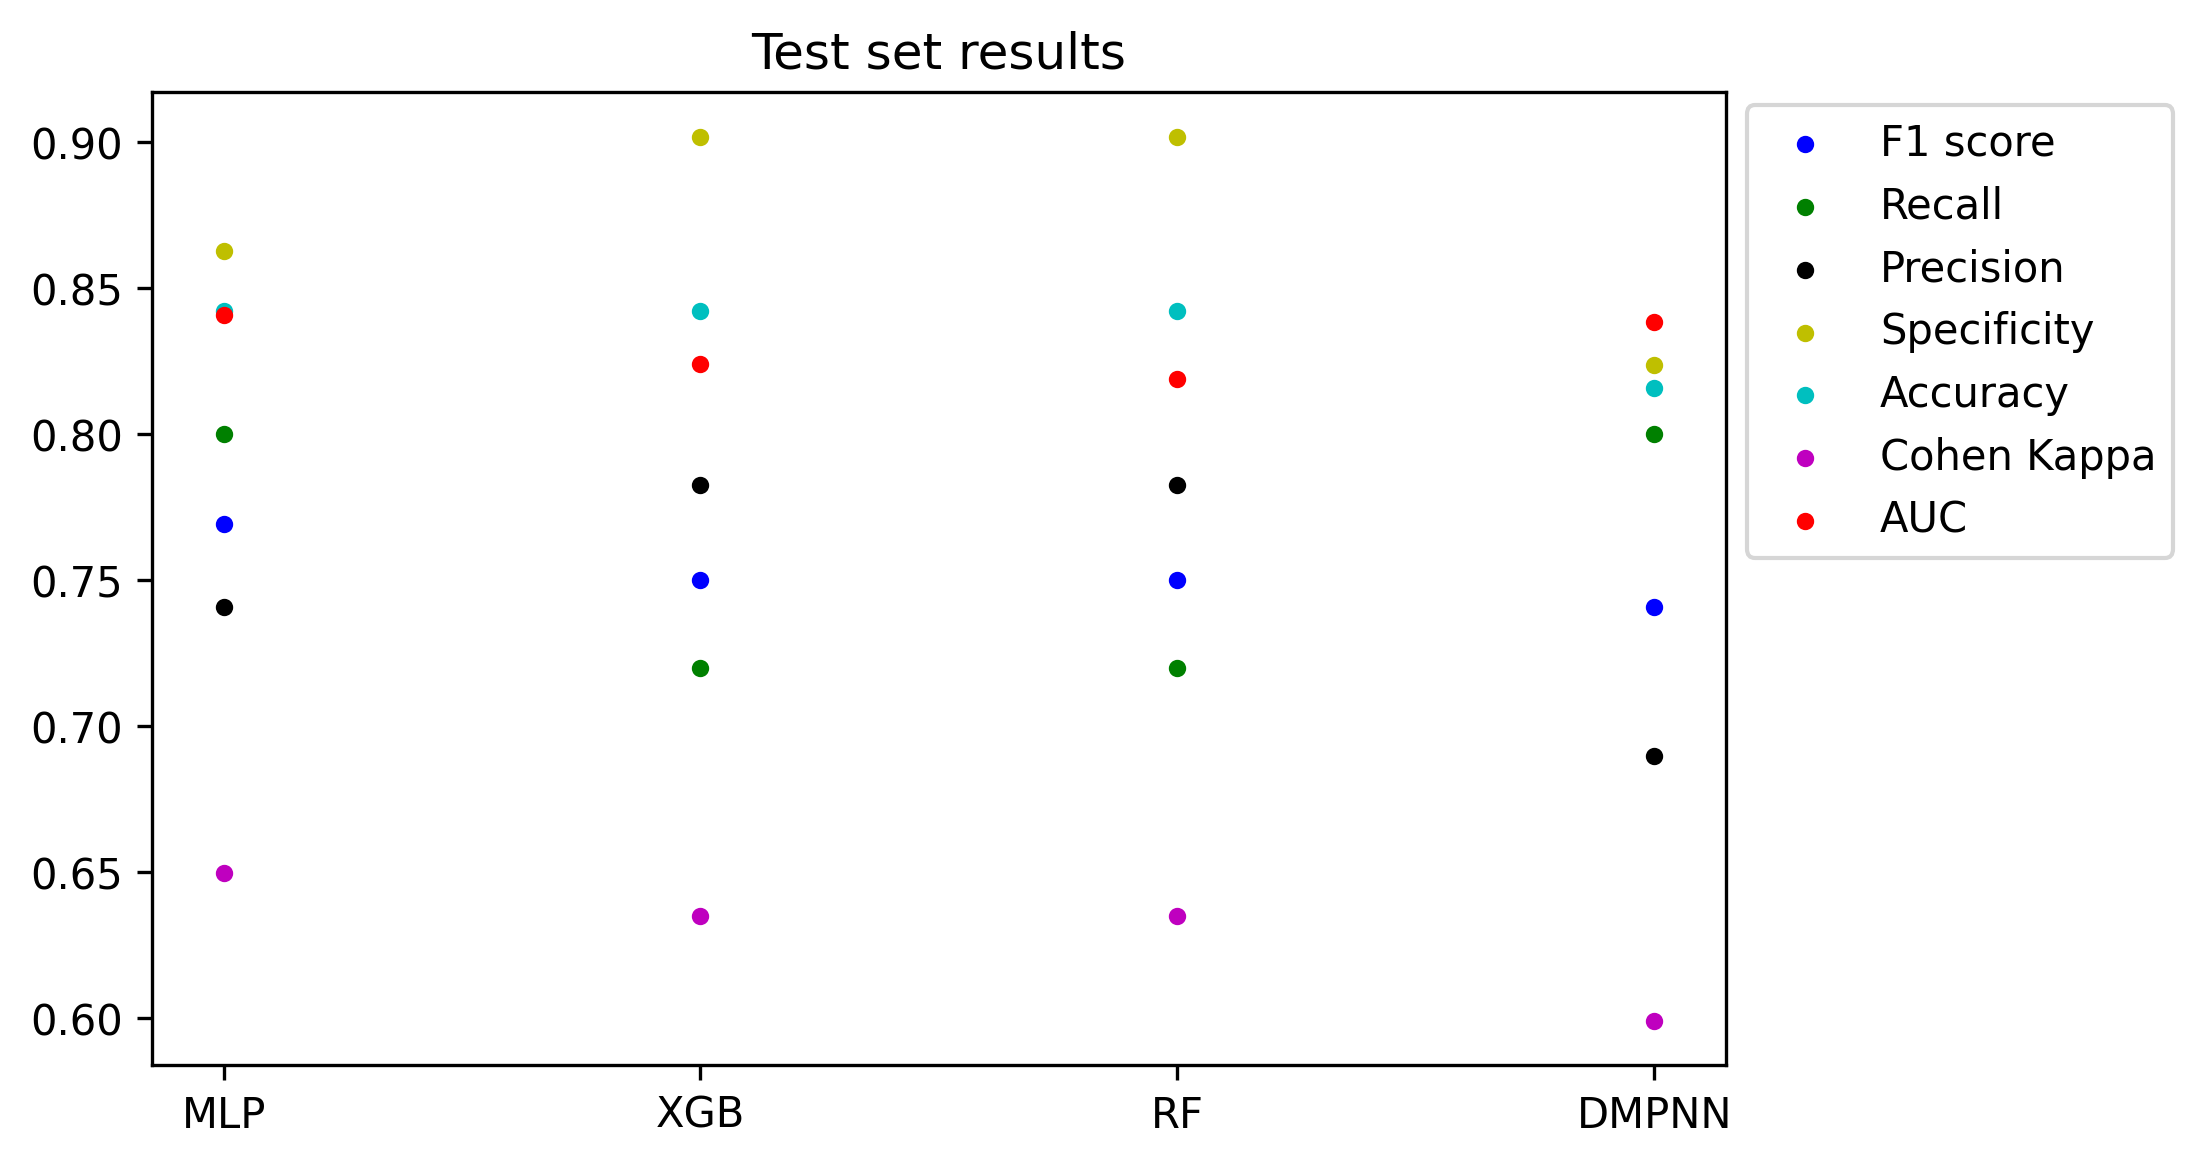 Test set results
0.90
0.85
0.80
0.75
0.70
0.65
0.60
MLP
XGB
RF
DMPNN
F1 score
Recall
Precision
Specificity
Accuracy
Cohen Kappa
AUC